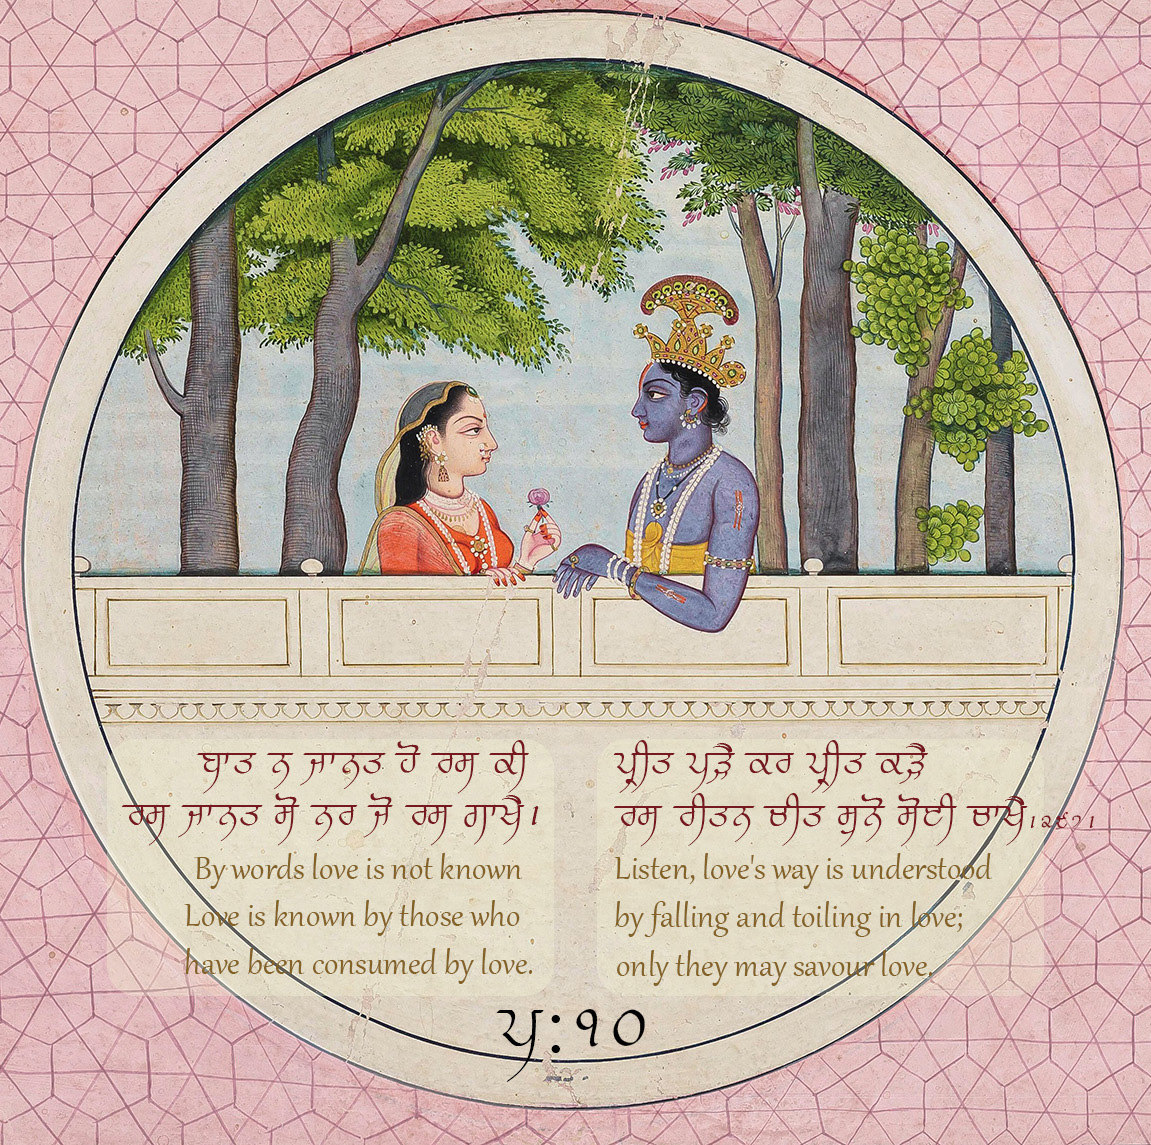 ਬਾਤ ਨ ਜਾਨਤ ਹੋ ਰਸ ਕੀ
ਰਸ ਜਾਨਤ ਸੋ ਨਰ ਜੋ ਰਸ ਗਾਖੈ।
By words love is not known
Love is known by those who
have been consumed by love.
ਪ੍ਰੀਤ ਪੜੈ ਕਰ ਪ੍ਰੀਤ ਕੜੈ
ਰਸ ਰੀਤਨ ਚੀਤ ਸੁਨੋ ਸੋਈ ਚਾਖੈ
Listen, love's way is understood
by falling and toiling in love;
only they may savour love.
ਪ:੧੦